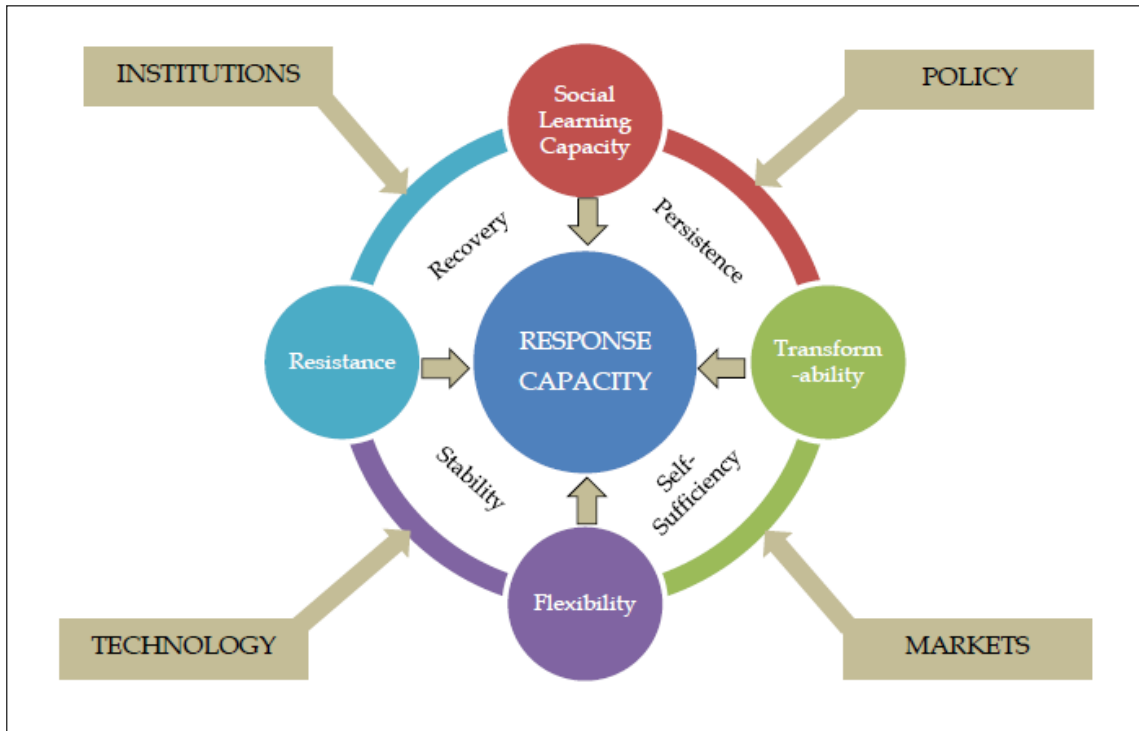 INSTITUTIONS
POLICY
Social
Learning
Capacity
Recovery
Persistence
Resistance
RESPONSE
CAPACITY
Transform
-ability
Stability
Self-
Sufficiency
Flexibility
TECHNOLOGY
MARKETS